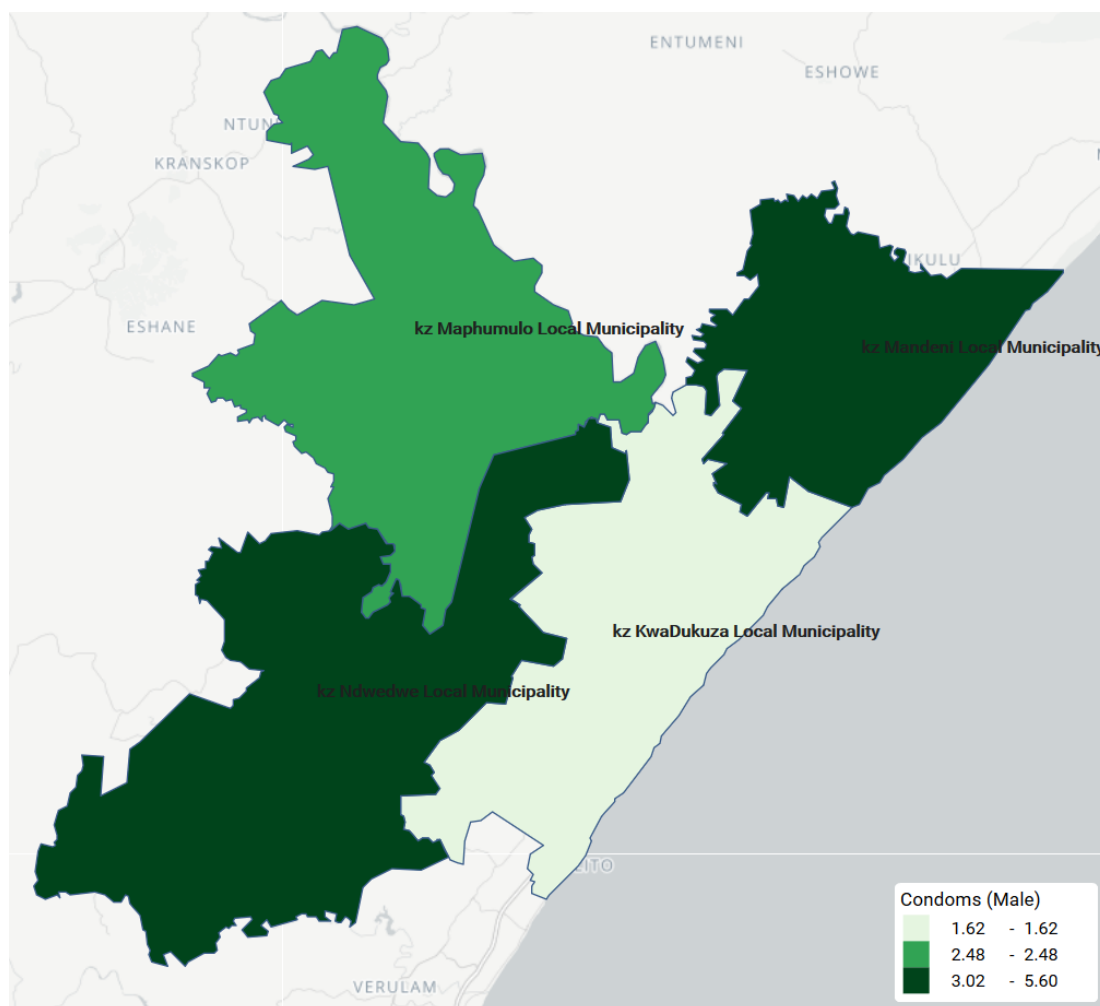 ENTUMENI
ESHOWE
NTUN
KRANSKOP
IKULU
ESHANE
kz Maphumulo Local Municipality
kz Mandeni Local Municipality
kz KwaDukuza Local Municipality
kz Ndwedwe Local Municipality
EITO
VERULAM
Condoms (Male)
1.62 - 1.62
2.48 - 2.48
3.02 - 5.60